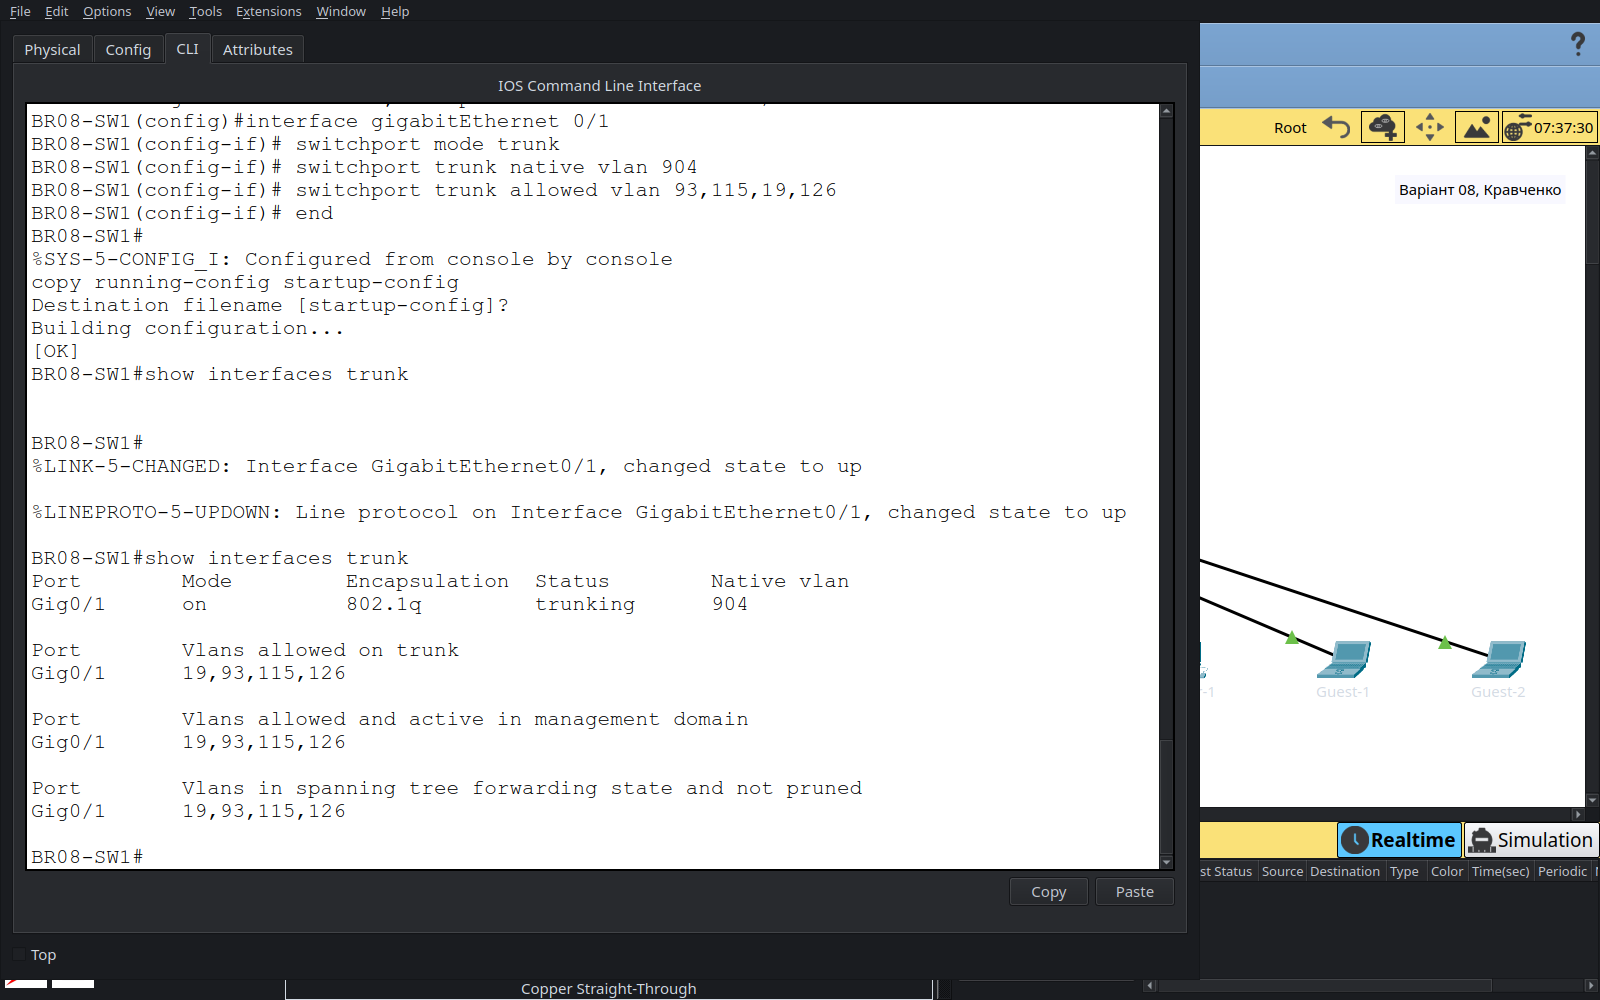 File Edit Options View Tools Extensions Window Help
Physical Config CLI Attributes
IOS Command Line Interface
BR08-SW1(config)#interface gigabitEthernet 0/1
BR08-SW1(config-if)# switchport mode trunk
BR08-SW1(config-if)# switchport trunk native vlan 904
BR08-SW1(config-if)# switchport trunk allowed vlan 93,115,19,126
BR08-SW1(config-if)# end
BR08-SW1#
%SYS-5-CONFIG_I: Configured from console by console
copy running-config startup-config
Destination filename [startup-config]?
Building configuration...
[OK]
BR08-SW1#show interfaces trunk
BR08-SW1#
%LINK-5-CHANGED: Interface GigabitEthernet0/1, changed state to up
%LINEPROTO-5-UPDOWN: Line protocol on Interface GigabitEthernet0/1, changed state to up
BR08-SW1#show interfaces trunk
Port Mode Encapsulation Status Native vlan
Gig0/1 on 802.1q trunking 904
Port Vlans allowed on trunk
Gig0/1 19,93,115,126
Port Vlans allowed and active in management domain
Gig0/1 19,93,115,126
Port Vlans in spanning tree forwarding state and not pruned
Gig0/1 19,93,115,126
BR08-SW1#
Copy Paste
Top
Root 07:37:30
Варіант 08, Кравченко
-1 Guest-1 Guest-2
Realtime Simulation
st Status Source Destination Type Color Time(sec) Periodic
Copper Straight-Through